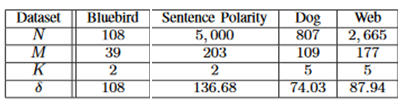 Dataset Bluebird Sentence Polarity Dog Web
N 108 5,000 807 2,665
M 39 203 109 177
K 2 2 5 5
δ 108 136.68 74.03 87.94